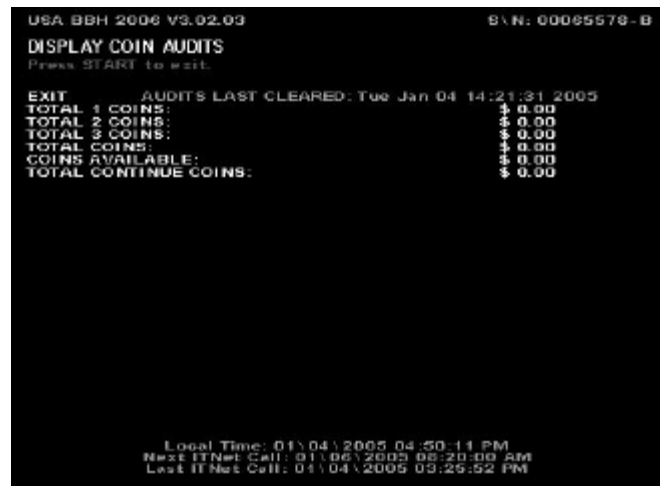 USA BBH 2006 V3.02.03 S\N: 00065578-B
DISPLAY COIN AUDITS
Press START to exit.
EXIT AUDITS LAST CLEARED: Tue Jan 04 14:21:31 2005
TOTAL 1 COINS: $ 0.00
TOTAL 2 COINS: $ 0.00
TOTAL 3 COINS: $ 0.00
TOTAL COINS: $ 0.00
COINS AVAILABLE: $ 0.00
TOTAL CONTINUE COINS: $ 0.00
Local Time: 01\04\2005 04:50:11 PM
Next ITNet Call: 01\06\2005 08:20:00 AM
Last ITNet Call: 01\04\2005 03:25:52 PM